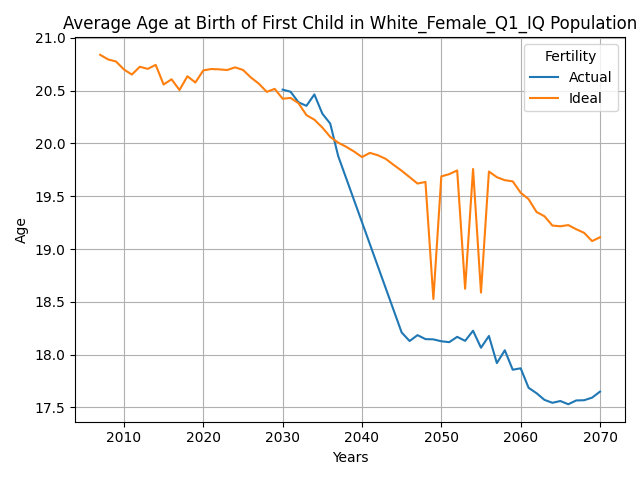 Average Age at Birth of First Child in White_Female_Q1_IQ Population
Fertility
Actual
Ideal
Age
21.0
20.5
20.0
19.5
19.0
18.5
18.0
17.5
2010 2020 2030 2040 2050 2060 2070
Years